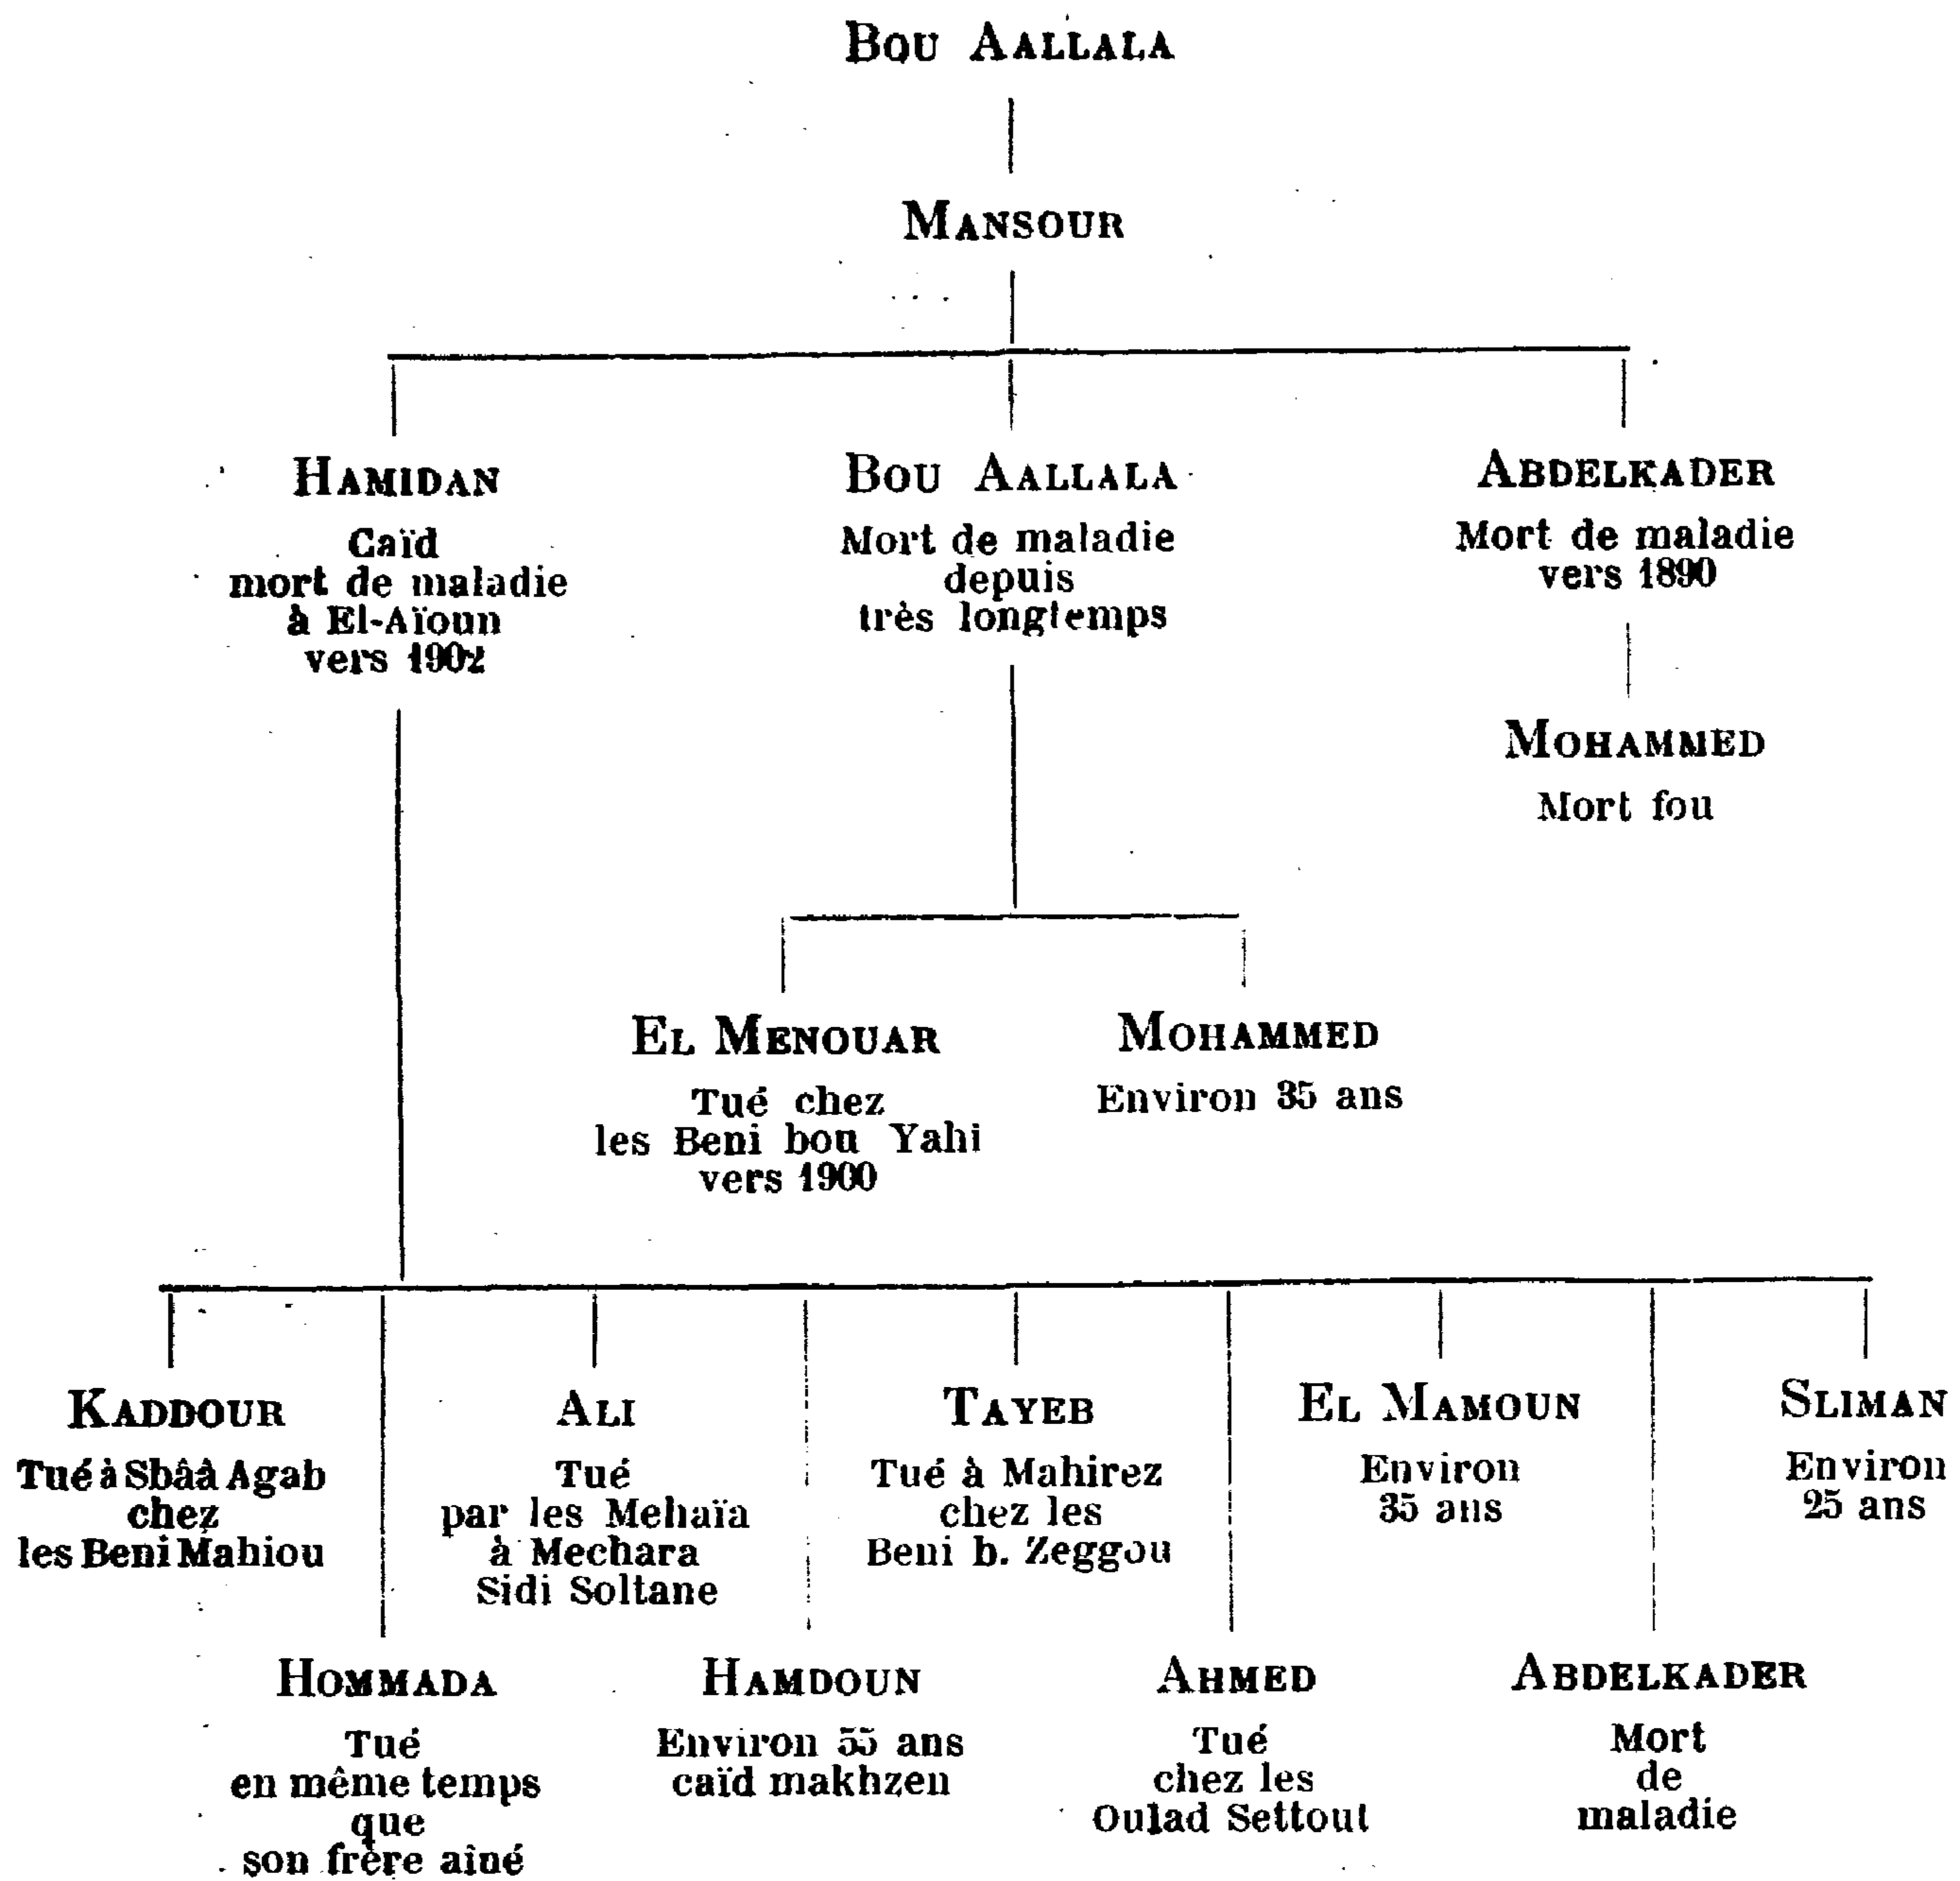 BOU AALLALA
MANSOUR
HAMIDAN
Caïd
mort de maladie
à El-Aïoun
vers 1902
BOU AALLALA
Mort de maladie
depuis
très longtemps
ABDELKADER
Mort de maladie
vers 1890
MOHAMMED
Mort fou
EL MENOUAR
Tué chez
les Beni bou Yahi
vers 1900
MOHAMMED
Environ 35 ans
KADDOUR
Tué à Sbââ Agab
chez
les Beni Mahiou
ALI
Tué
par les Mehaïa
à Mechara
Sidi Soltane
TAYEB
Tué à Mahirez
chez les
Beni b. Zeggou
EL MAMOUN
Environ
35 ans
SLIMAN
Environ
25 ans
HOMMADA
Tué
en même temps
que
son frère aîné
HAMDOUN
Environ 55 ans
caïd makhzen
AHMED
Tué
chez les
Oulad Settout
ABDELKADER
Mort
de
maladie